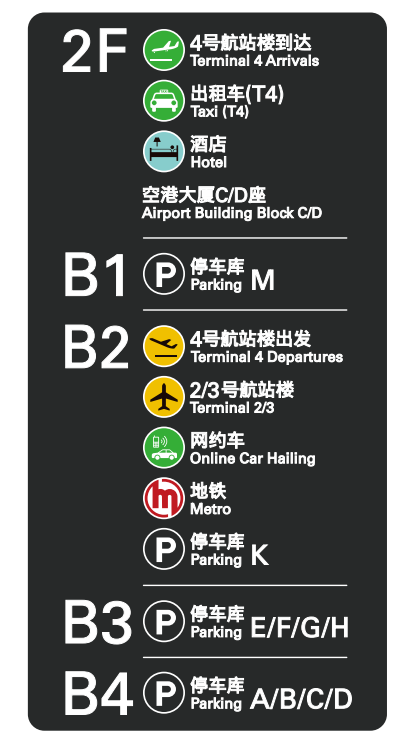 2F
4号航站楼到达
Terminal 4 Arrivals
出租车(T4)
Taxi (T4)
酒店
Hotel
空港大厦C/D座
Airport Building Block C/D
B1
P 停车库
Parking M
B2
4号航站楼出发
Terminal 4 Departures
2/3号航站楼
Terminal 2/3
网约车
Online Car Hailing
地铁
Metro
P 停车库
Parking K
B3
P 停车库
Parking E/F/G/H
B4
P 停车库
Parking A/B/C/D